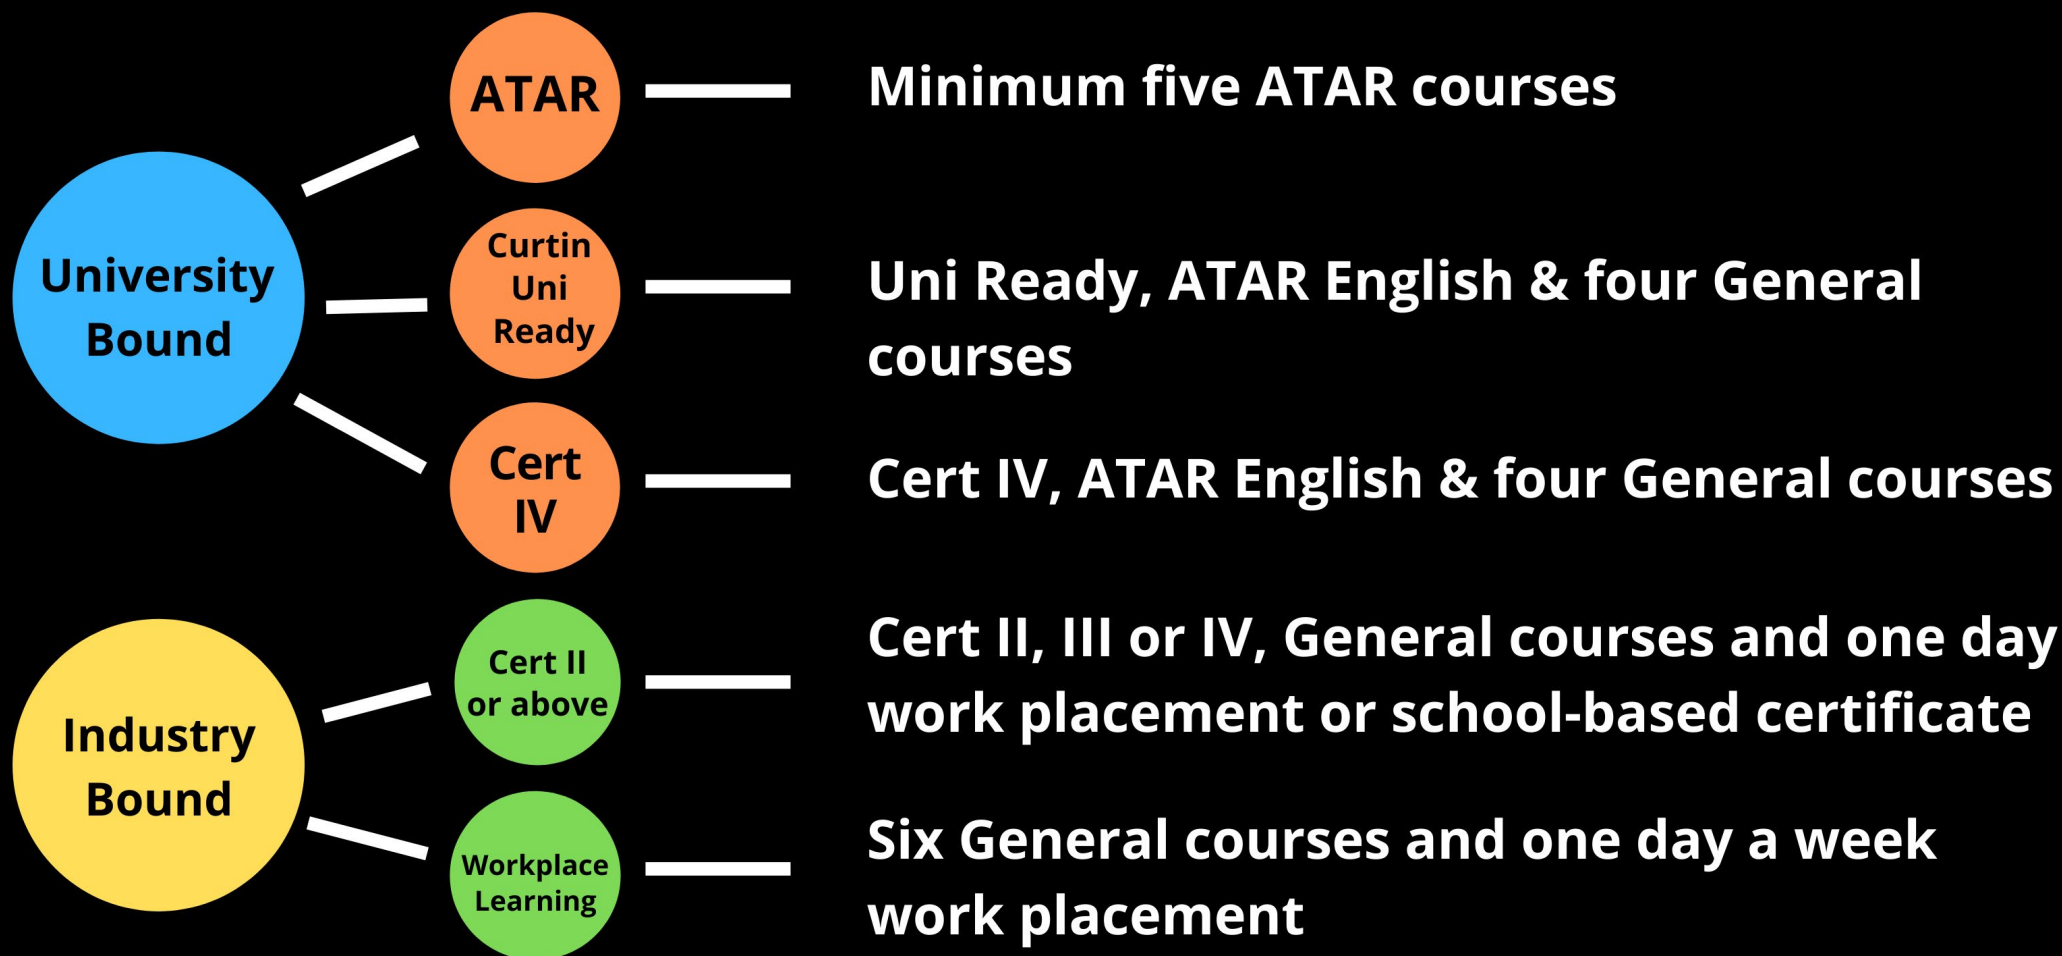 University
Bound
ATAR
Minimum five ATAR courses
Curtin
Uni
Ready
Uni Ready, ATAR English & four General
courses
Cert
IV
Cert IV, ATAR English & four General courses
Industry
Bound
Cert II
or above
Cert II, III or IV, General courses and one day
work placement or school-based certificate
Workplace
Learning
Six General courses and one day a week
work placement